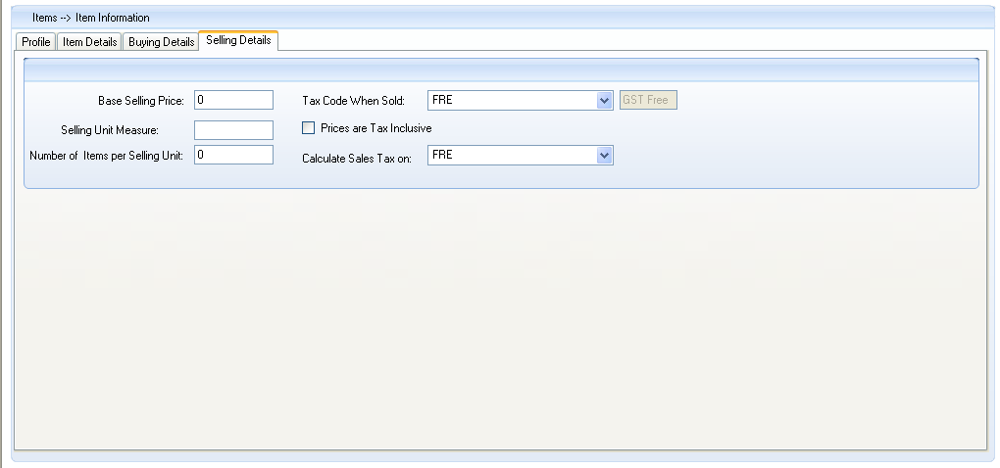 Items --> Item Information
Profile Item Details Buying Details Selling Details
Base Selling Price: 0 Tax Code When Sold: FRE GST Free
Selling Unit Measure: Prices are Tax Inclusive
Number of Items per Selling Unit: 0 Calculate Sales Tax on: FRE